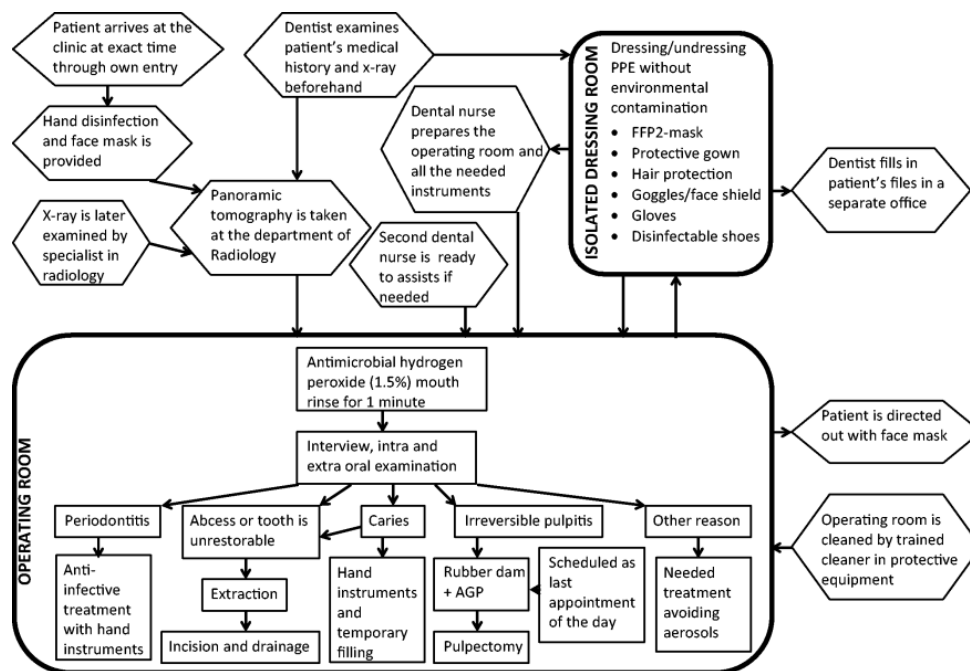 Patient arrives at the
clinic at exact time
through own entry
Dentist examines
patient's medical
history and x-ray
beforehand
ISOLATED DRESSING ROOM
Dressing/undressing
PPE without
environmental
contamination
• FFP2-mask
• Protective gown
• Hair protection
• Goggles/face shield
• Gloves
• Disinfectable shoes
Hand disinfection
and face mask is
provided
Dental nurse
prepares the
operating room and
all the needed
instruments
Dentist fills in
patient's files in a
separate office
X-ray is later
examined by
specialist in
radiology
Panoramic
tomography is taken
at the department of
Radiology
Second dental
nurse is ready
to assists if
needed
OPERATING ROOM
Antimicrobial hydrogen
peroxide (1.5%) mouth
rinse for 1 minute
Interview, intra and
extra oral examination
Periodontitis
Abcess or tooth is
unrestorable
Caries
Irreversible pulpitis
Other reason
Anti-
infective
treatment
with hand
instruments
Extraction
Incision and drainage
Hand
instruments
and
temporary
filling
Rubber dam
+ AGP
Pulpectomy
Scheduled as
last
appointment
of the day
Needed
treatment
avoiding
aerosols
Patient is directed
out with face mask
Operating room is
cleaned by trained
cleaner in protective
equipment